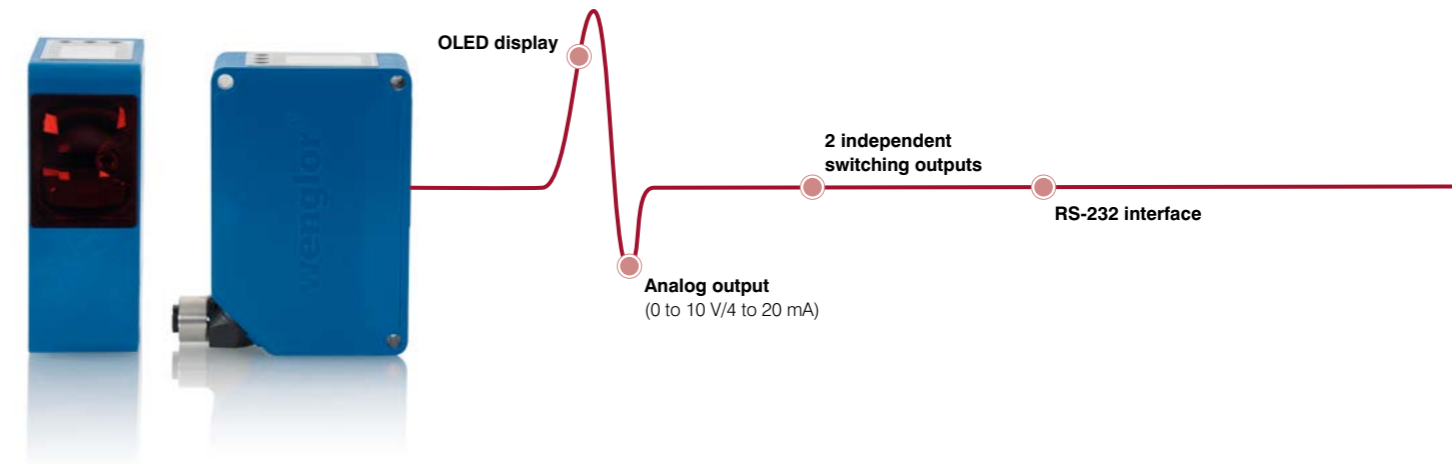 OLED display
wenglor
2 independent
switching outputs
RS-232 interface
Analog output
(0 to 10 V/4 to 20 mA)